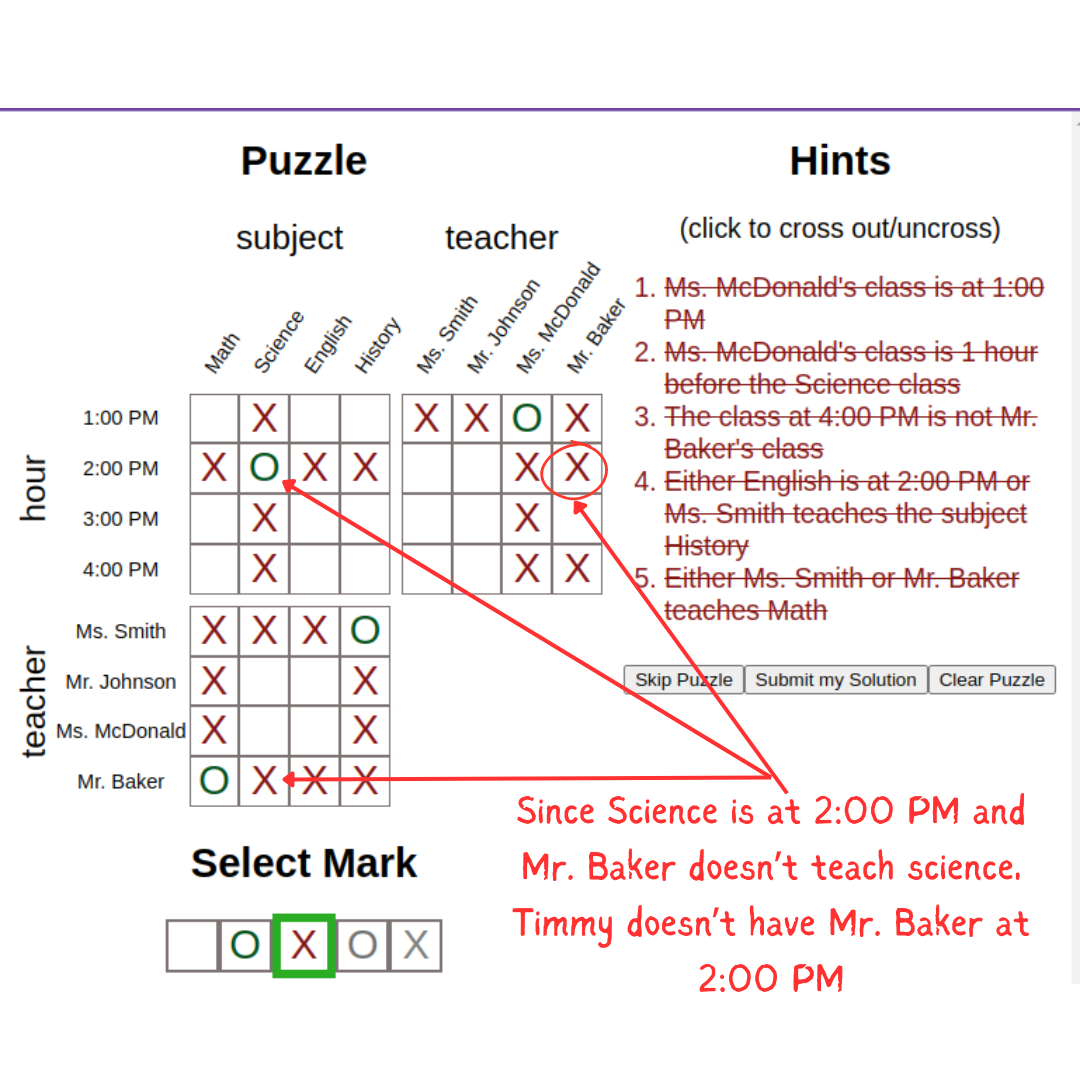 Puzzle
Hints
subject
teacher
(click to cross out/uncross)
Math
Science
English
History
Ms. Smith
Mr. Johnson
Ms. McDonald
Mr. Baker
hour
1:00 PM X X X O X
2:00 PM X O X X X X
3:00 PM X X
4:00 PM X X X
teacher
Ms. Smith X X X O
Mr. Johnson X X
Ms. McDonald X X
Mr. Baker O X X X
1. Ms. McDonald's class is at 1:00
PM
2. Ms. McDonald's class is 1 hour
before the Science class
3. The class at 4:00 PM is not Mr.
Baker's class
4. Either English is at 2:00 PM or
Ms. Smith teaches the subject
History
5. Either Ms. Smith or Mr. Baker
teaches Math
Skip Puzzle Submit my Solution Clear Puzzle
Select Mark
O X O X
Since Science is at 2:00 PM and
Mr. Baker doesn't teach science.
Timmy doesn't have Mr. Baker at
2:00 PM